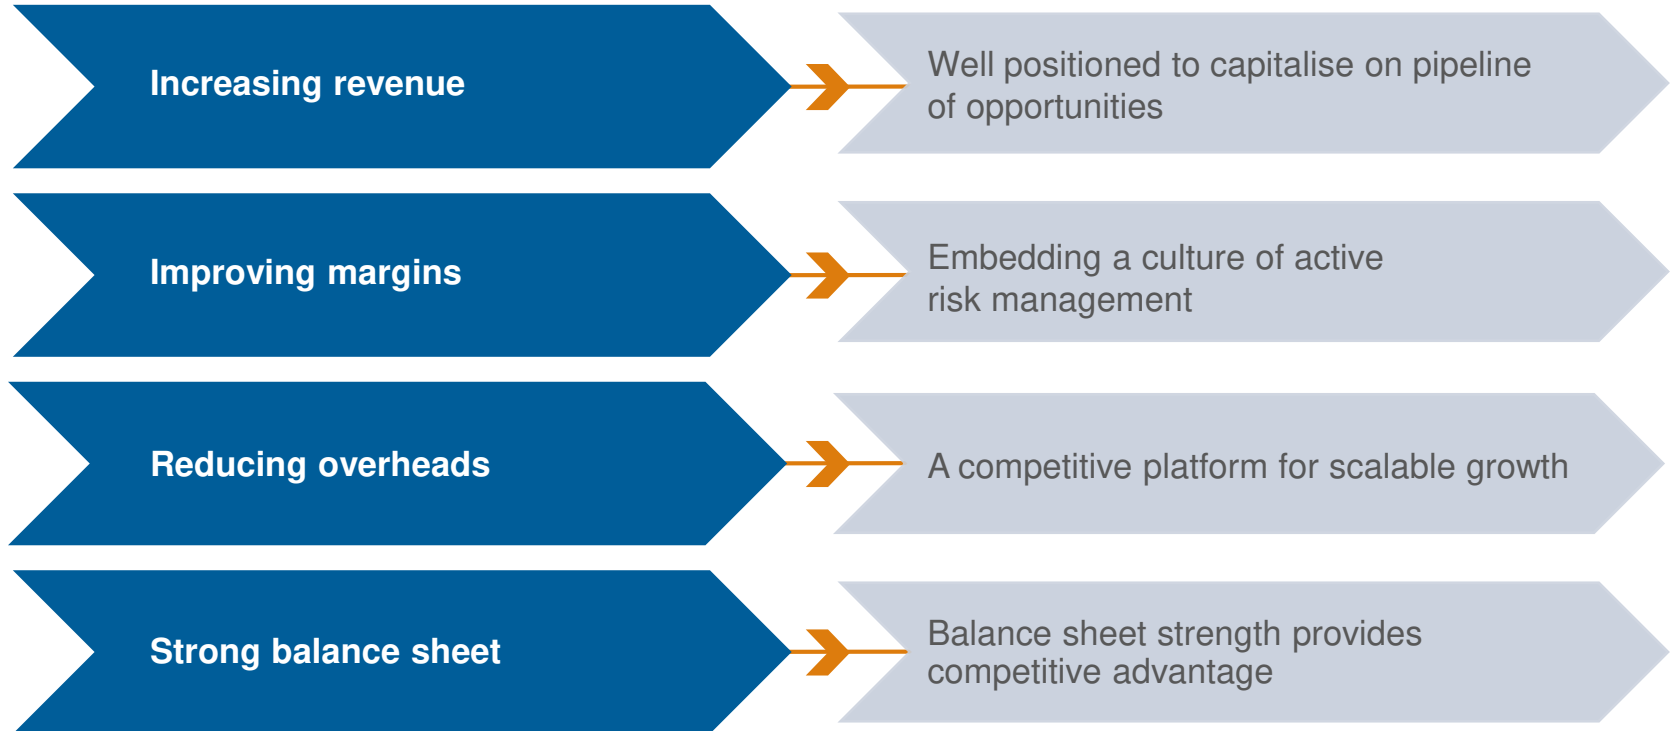 Increasing revenue
Well positioned to capitalise on pipeline
of opportunities
Improving margins
Embedding a culture of active
risk management
Reducing overheads
A competitive platform for scalable growth
Strong balance sheet
Balance sheet strength provides
competitive advantage